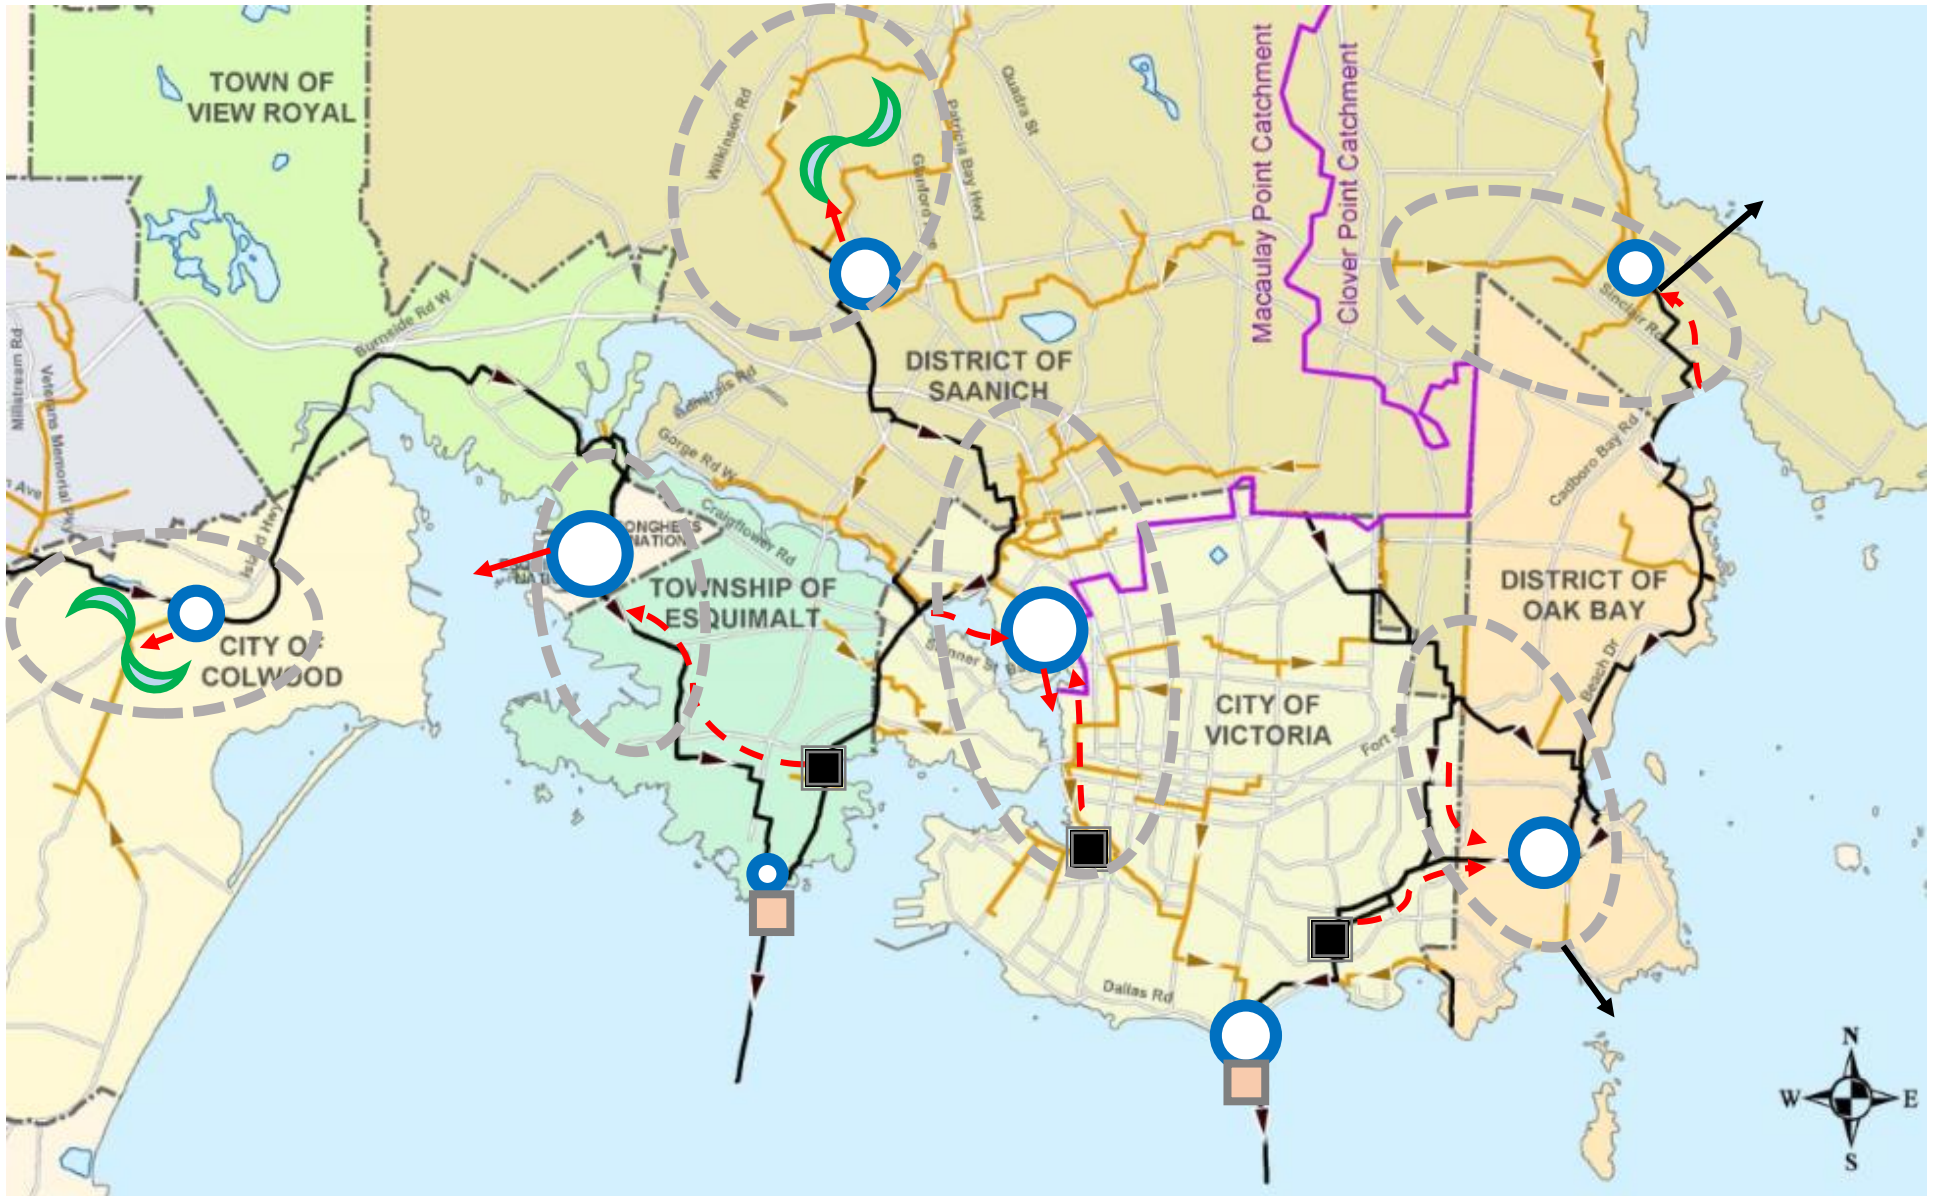 TOWN OF
VIEW ROYAL
Wilkinson Rd
Quadra St
Patricia Bay Hwy
Macaulay Point Catchment
Clover Point Catchment
Burnside Rd W
Millstream Rd
Veterans Memorial Pky
Admirals Rd
Gorge Rd W
DISTRICT OF
SAANICH
Sinclair Rd
Cadboro Bay Rd
Ave
Island Hwy
Craigflower Rd
NATION
TOWNSHIP OF
ESQUIMALT
DISTRICT OF
OAK BAY
CITY OF
COLWOOD
Beach Dr
CITY OF
VICTORIA
Fort
Dallas Rd
N
W
E
S